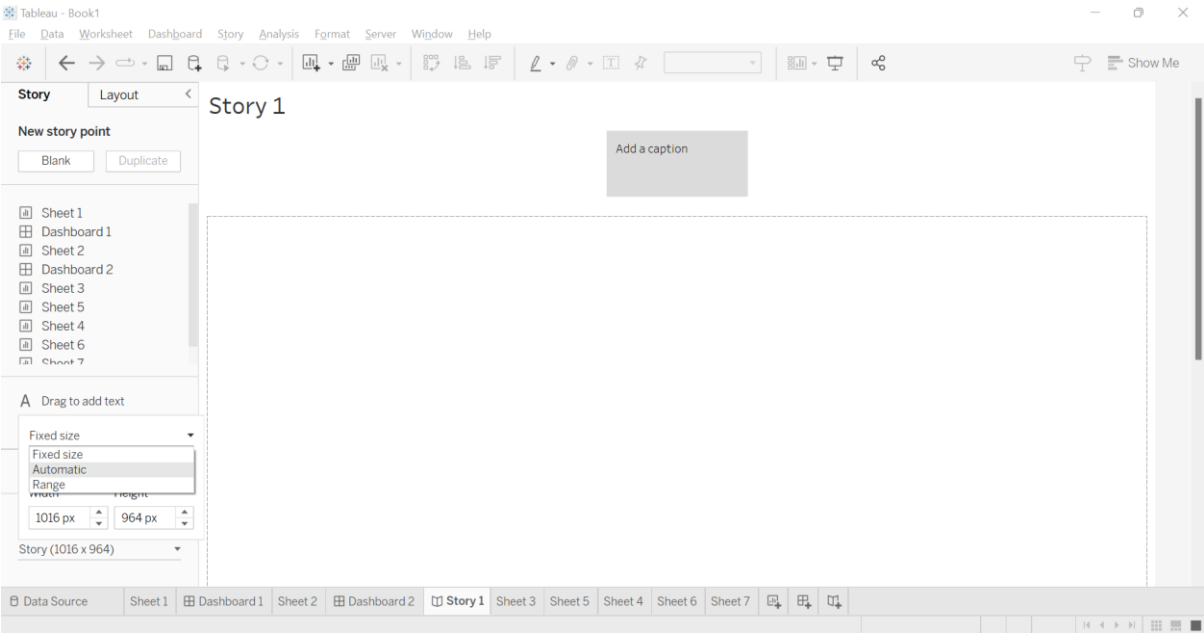 Tableau - Book1
File Data Worksheet Dashboard Story Analysis Format Server Window Help
Show Me
Story Layout
Story 1
New story point
Blank Duplicate
Add a caption
Sheet 1
Dashboard 1
Sheet 2
Dashboard 2
Sheet 3
Sheet 5
Sheet 4
Sheet 6
Sheet 7
A Drag to add text
Fixed size
Fixed size
Automatic
Range
Width Height
1016 px 964 px
Story (1016 x 964)
Data Source Sheet 1 Dashboard 1 Sheet 2 Dashboard 2 Story 1 Sheet 3 Sheet 5 Sheet 4 Sheet 6 Sheet 7